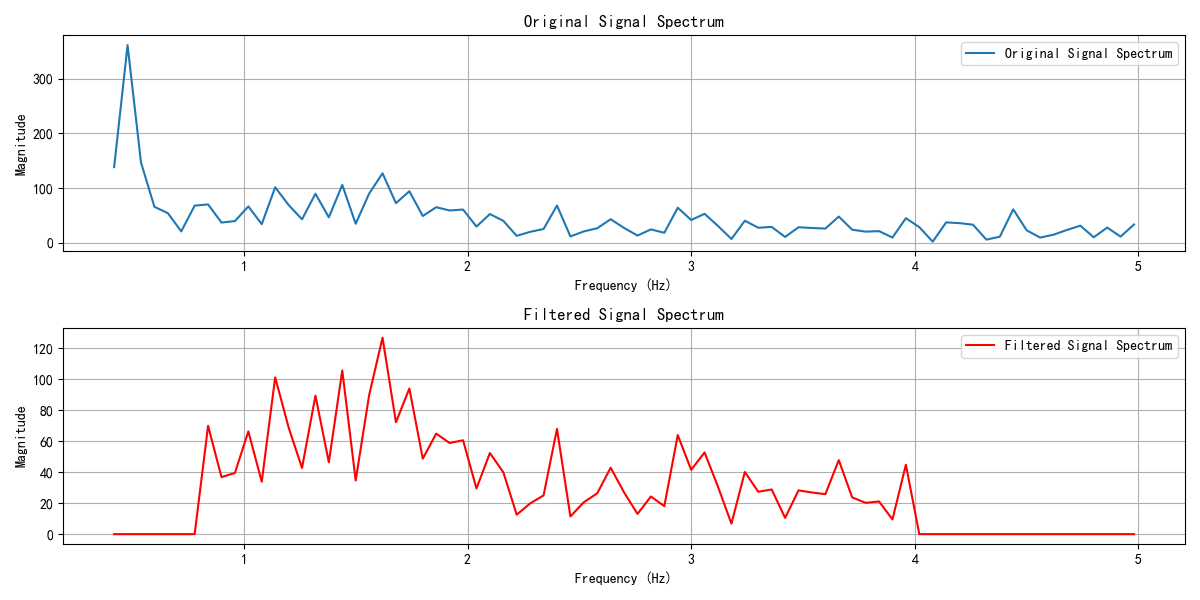 Original Signal Spectrum
Original Signal Spectrum
Magnitude
300
200
100
0
1 2 3 4 5
Frequency (Hz)
Filtered Signal Spectrum
Filtered Signal Spectrum
Magnitude
120
100
80
60
40
20
0
1 2 3 4 5
Frequency (Hz)